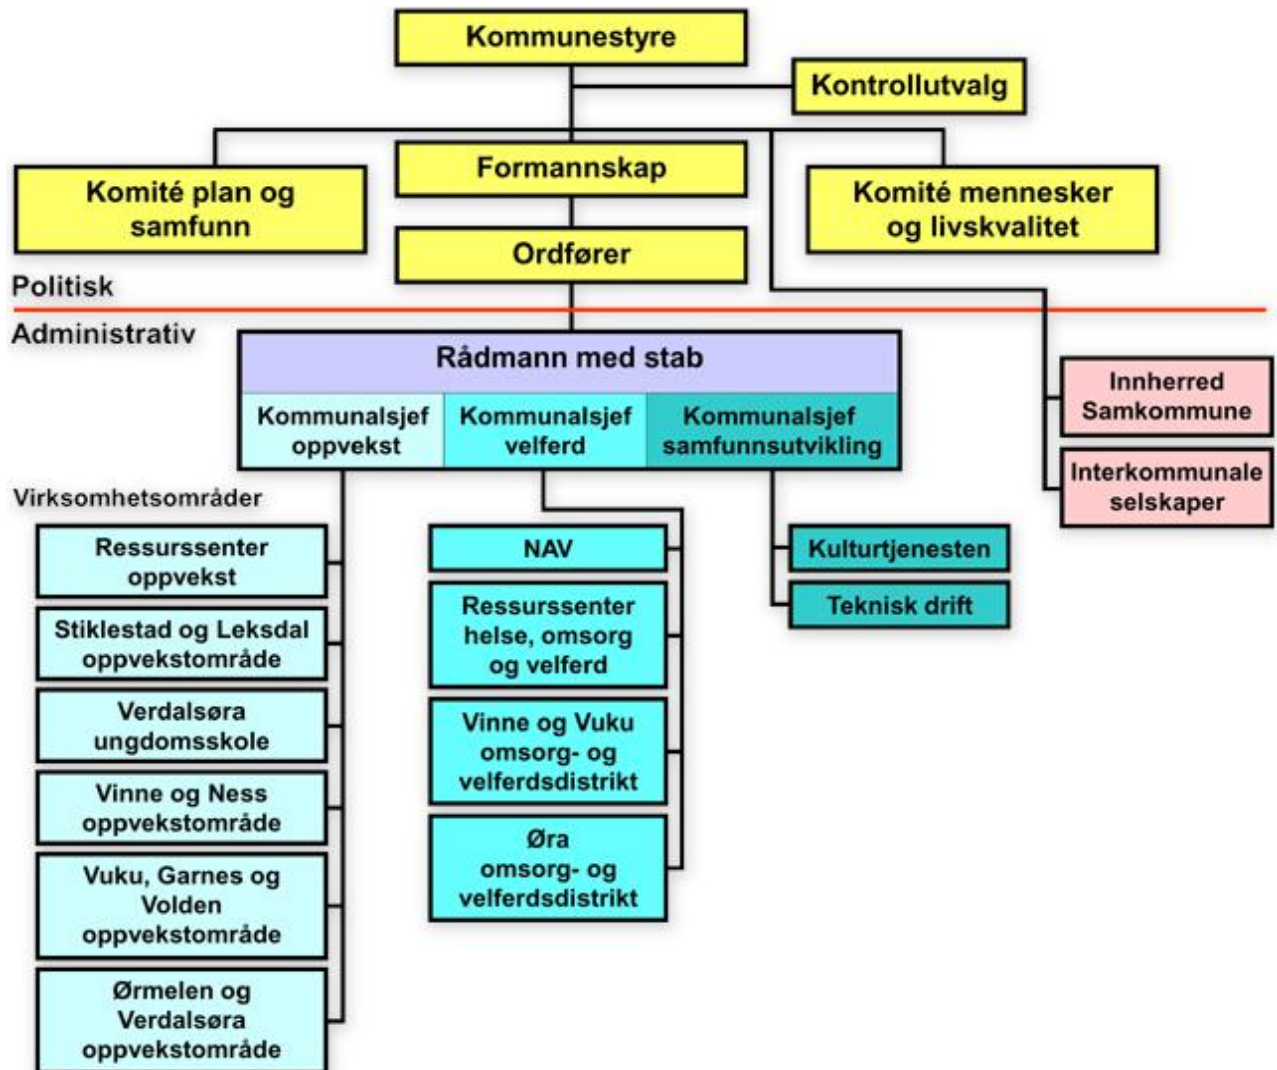 Kommunestyre
Kontrollutvalg
Komité plan og
samfunn
Formannskap
Komité mennesker
og livskvalitet
Ordfører
Politisk
Administrativ
Rådmann med stab
Kommunalsjef
oppvekst
Kommunalsjef
velferd
Kommunalsjef
samfunnsutvikling
Innherred
Samkommune
Interkommunale
selskaper
Virksomhetsområder
Ressurssenter
oppvekst
Stiklestad og Leksdal
oppvekstområde
Verdalsøra
ungdomsskole
Vinne og Ness
oppvekstområde
Vuku, Garnes og
Volden
oppvekstområde
Ørmelen og
Verdalsøra
oppvekstområde
NAV
Ressurssenter
helse, omsorg
og velferd
Vinne og Vuku
omsorg- og
velferdsdistrikt
Øra
omsorg- og
velferdsdistrikt
Kulturtjenesten
Teknisk drift